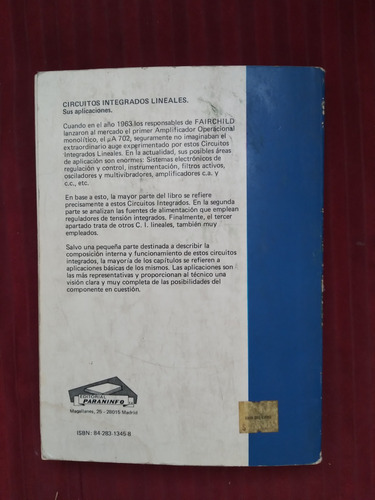 CIRCUITOS INTEGRADOS LINEALES.
Sus aplicaciones.
Cuando en el año 1963 los responsables de FAIRCHILD
lanzaron al mercado el primer Amplificador Operacional
monolítico, el µA 702, seguramente no imaginaban el
extraordinario auge experimentado por estos Circuitos
Integrados Lineales. En la actualidad, sus posibles áreas
de aplicación son enormes: Sistemas electrónicos de
regulación y control, instrumentación, filtros activos,
osciladores y multivibradores, amplificadores c.a. y
c.c., etc.
En base a esto, la mayor parte del libro se refiere
precisamente a estos Circuitos Integrados. En la segunda
parte se analizan las fuentes de alimentación que emplean
reguladores de tensión integrados. Finalmente, el tercer
apartado trata de otros C. I. lineales, también muy
empleados.
Salvo una pequeña parte destinada a describir la
composición interna y funcionamiento de estos circuitos
integrados, la mayoría de los capítulos se refieren a
aplicaciones básicas de los mismos. Las aplicaciones son
las más representativas y proporcionan al técnico una
visión clara y muy completa de las posibilidades del
componente en cuestión.
EDITORIAL
PARANINFO
Magallanes, 25 - 28015 Madrid
ISBN: 84-283-1345-8